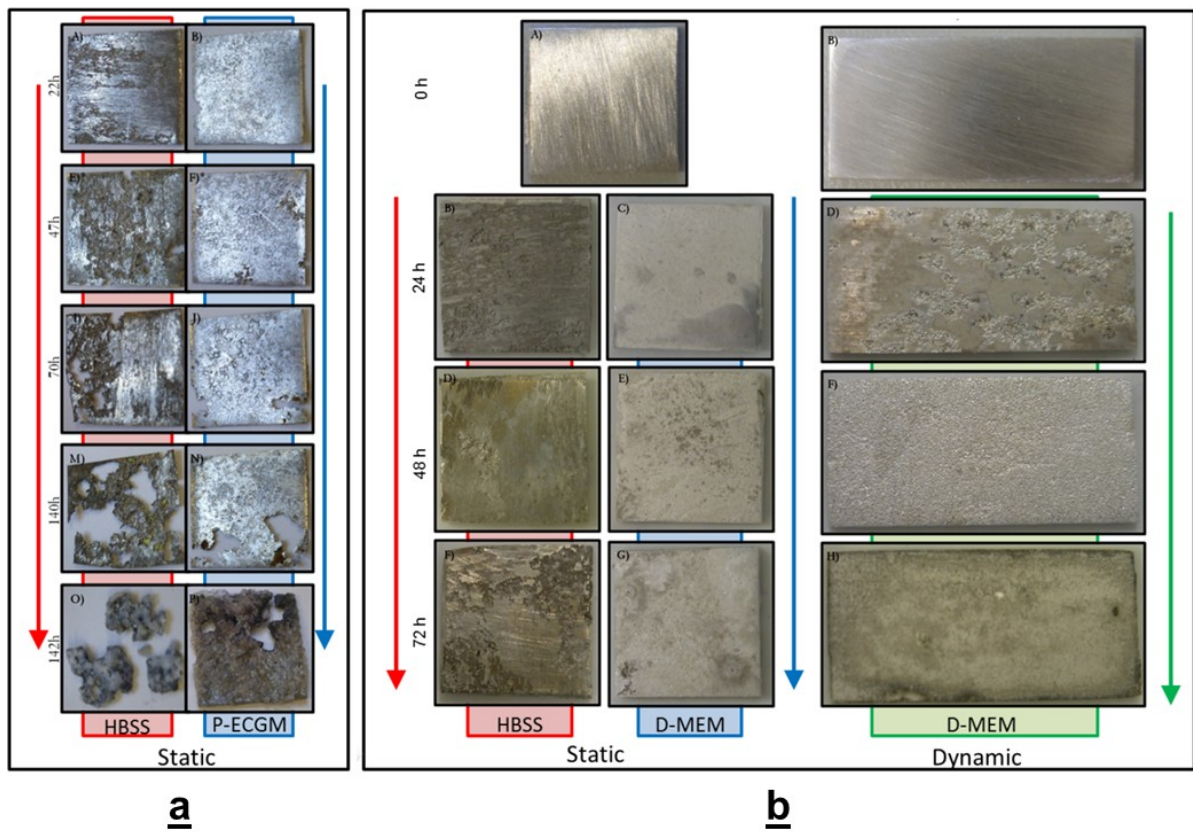 A) B)
22h
E)* F)*
47h
J)
70h
M) N)
140h
O) P)*
142h
HBSS P-ECGM
Static
a
A) B)
0 h
B) C) D)
24 h
D) E) F)
48 h
F) G) H)
72 h
HBSS D-MEM D-MEM
Static Dynamic
b